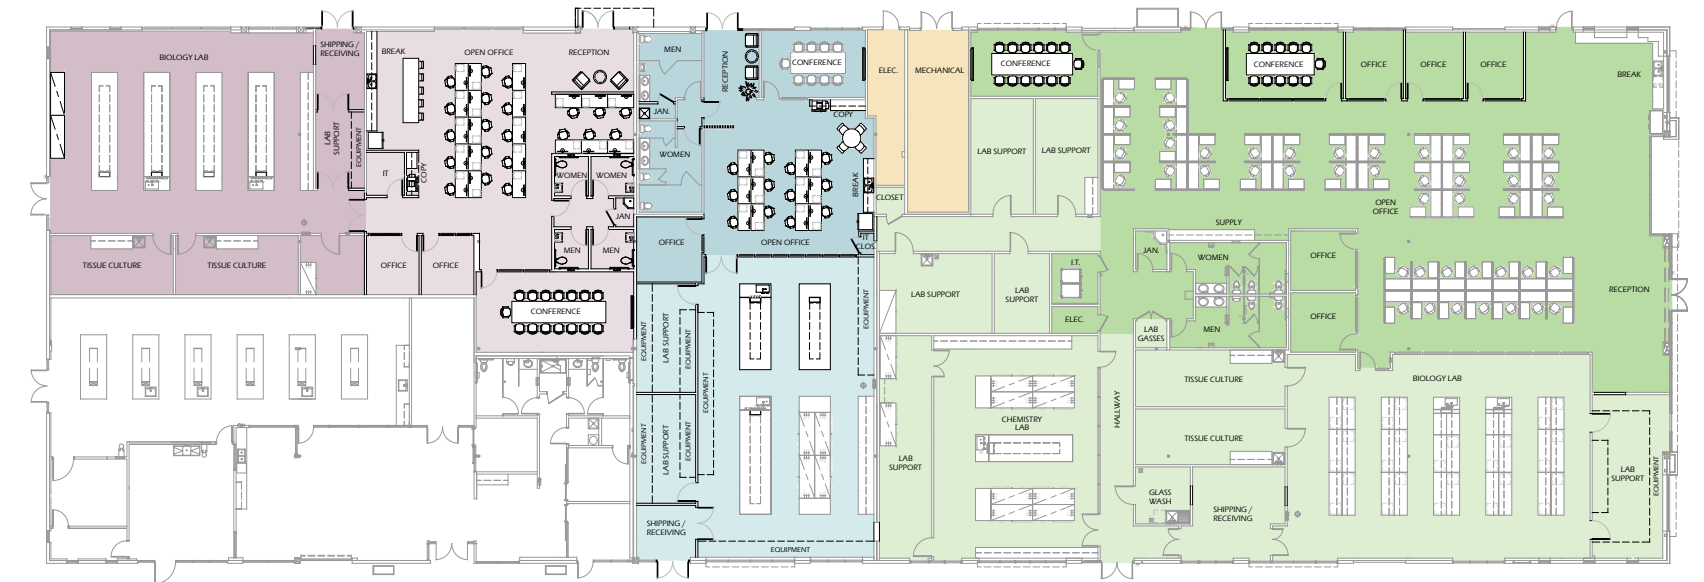 BIOLOGY LAB
SHIPPING /
RECEIVING
LAB
SUPPORT
EQUIPMENT
TISSUE CULTURE
TISSUE CULTURE
BREAK
OPEN OFFICE
RECEPTION
IT
COPY
WOMEN
WOMEN
JAN
MEN
MEN
OFFICE
OFFICE
CONFERENCE
MEN
JAN.
WOMEN
OFFICE
RECEPTION
CONFERENCE
COPY
BREAK
OPEN OFFICE
IT
CLOS.
EQUIPMENT
LAB SUPPORT
EQUIPMENT
EQUIPMENT
EQUIPMENT
EQUIPMENT
LAB SUPPORT
EQUIPMENT
SHIPPING /
RECEIVING
EQUIPMENT
ELEC.
MECHANICAL
CLOSET
CONFERENCE
LAB SUPPORT
LAB SUPPORT
LAB SUPPORT
LAB
SUPPORT
I.T.
ELEC.
CHEMISTRY
LAB
LAB
SUPPORT
HALLWAY
CONFERENCE
OFFICE
OFFICE
OFFICE
BREAK
OPEN
OFFICE
SUPPLY
JAN.
WOMEN
MEN
LAB
GASSES
OFFICE
OFFICE
RECEPTION
TISSUE CULTURE
TISSUE CULTURE
GLASS
WASH
SHIPPING /
RECEIVING
BIOLOGY LAB
LAB
SUPPORT
EQUIPMENT